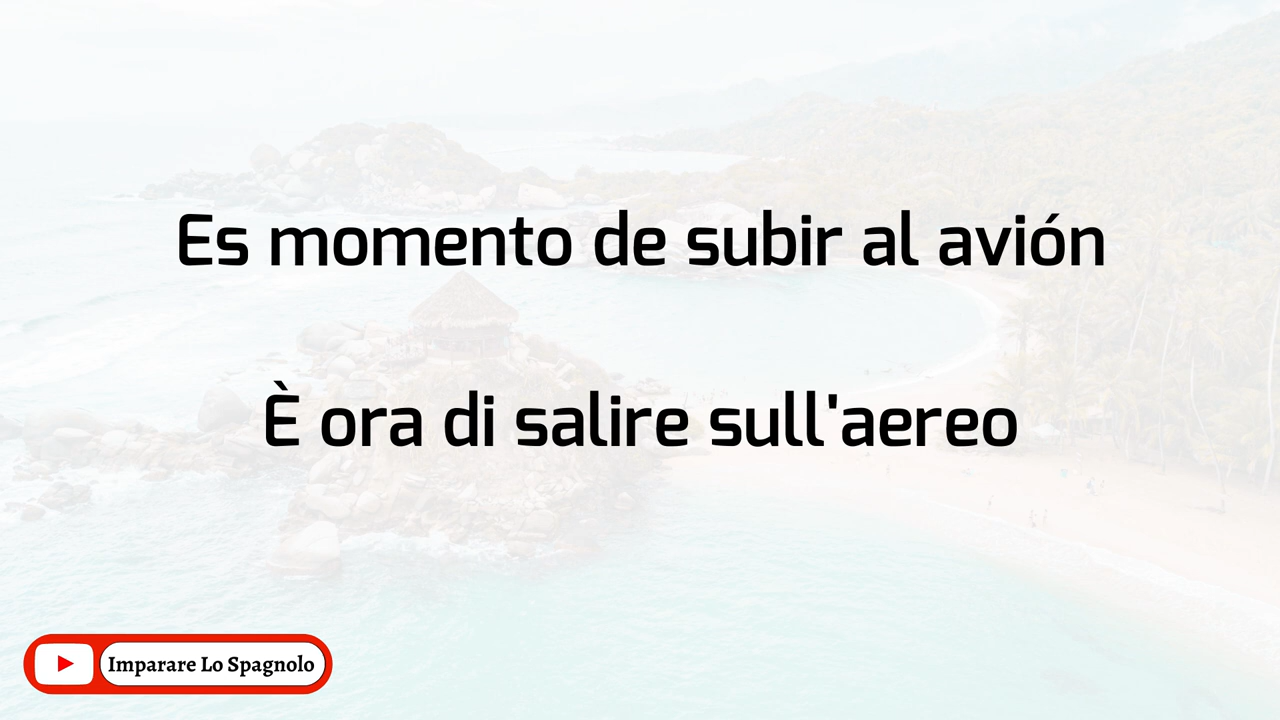 Es momento de subir al avión
È ora di salire sull'aereo
Imparare Lo Spagnolo